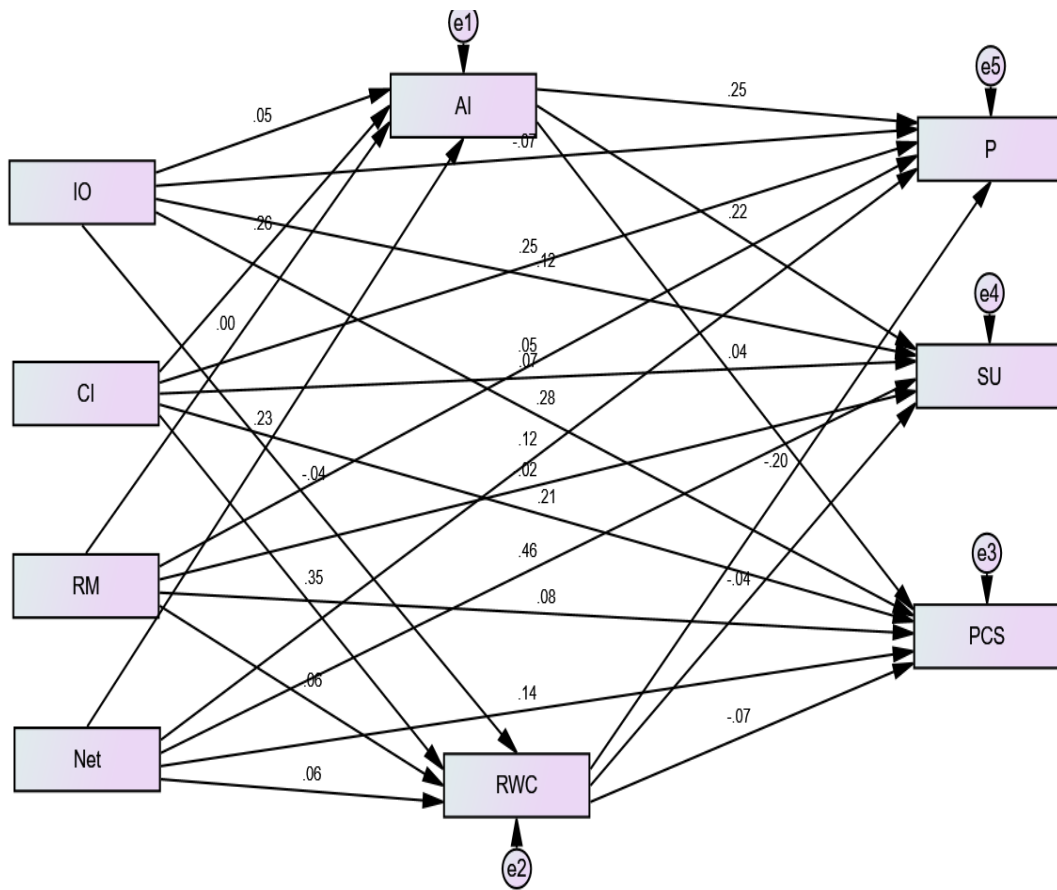 e1
AI
.25
e5
P
.05
-.07
IO
.26
.22
.25
.12
e4
.00
.05
.07
.04
SU
CI
.28
.23
.12
-.04
.02
-.20
.21
.46
e3
RM
.35
.08
-.04
PCS
.06
.14
-.07
Net
.06
RWC
e2